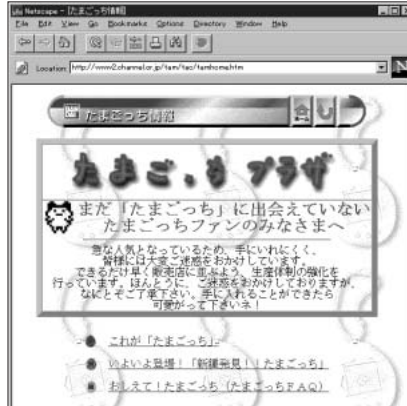 Netscape - [たまごっち情報]
File Edit View Go Bookmarks Options Directory Window Help
Location: http://www2.channel.or.jp/tam/tao/tamhome.htm
N
たまごっち情報
たまご・ち プラザ
まだ「たまごっち」に出会えていない
たまごっちファンのみなさまへ
急な人気となっているため、手にいれにくく、
皆様には大変ご迷惑をおかけしています。
できるだけ早く販売店に並ぶよう、生産体制の強化を
行っています。ほんとうに、ご迷惑をおかけしておりますが、
なにとぞご了承下さい。手に入れることができたら
可愛がって下さいネ!
これが「たまごっち」
いよいよ登場!「新種発見!!たまごっち」
おしえて!たまごっち（たまごっちFAQ）